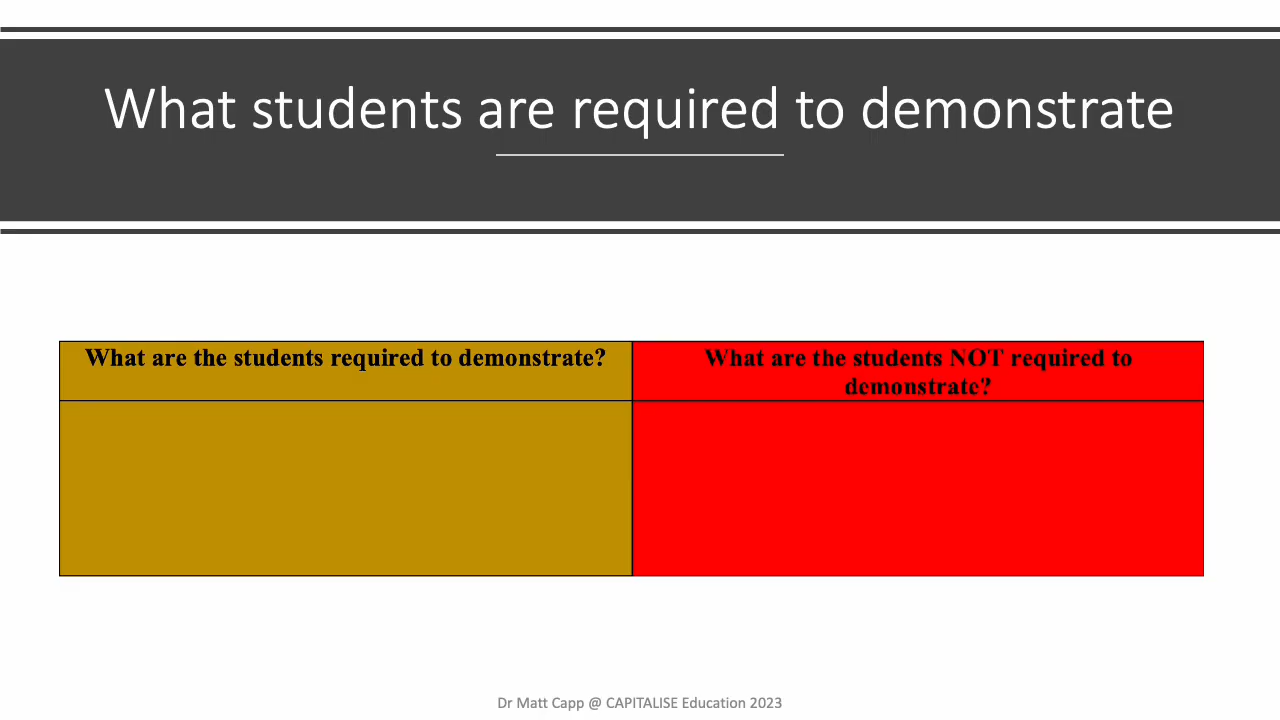 What students are required to demonstrate
What are the students required to demonstrate?
What are the students NOT required to
demonstrate?
Dr Matt Capp @ CAPITALISE Education 2023